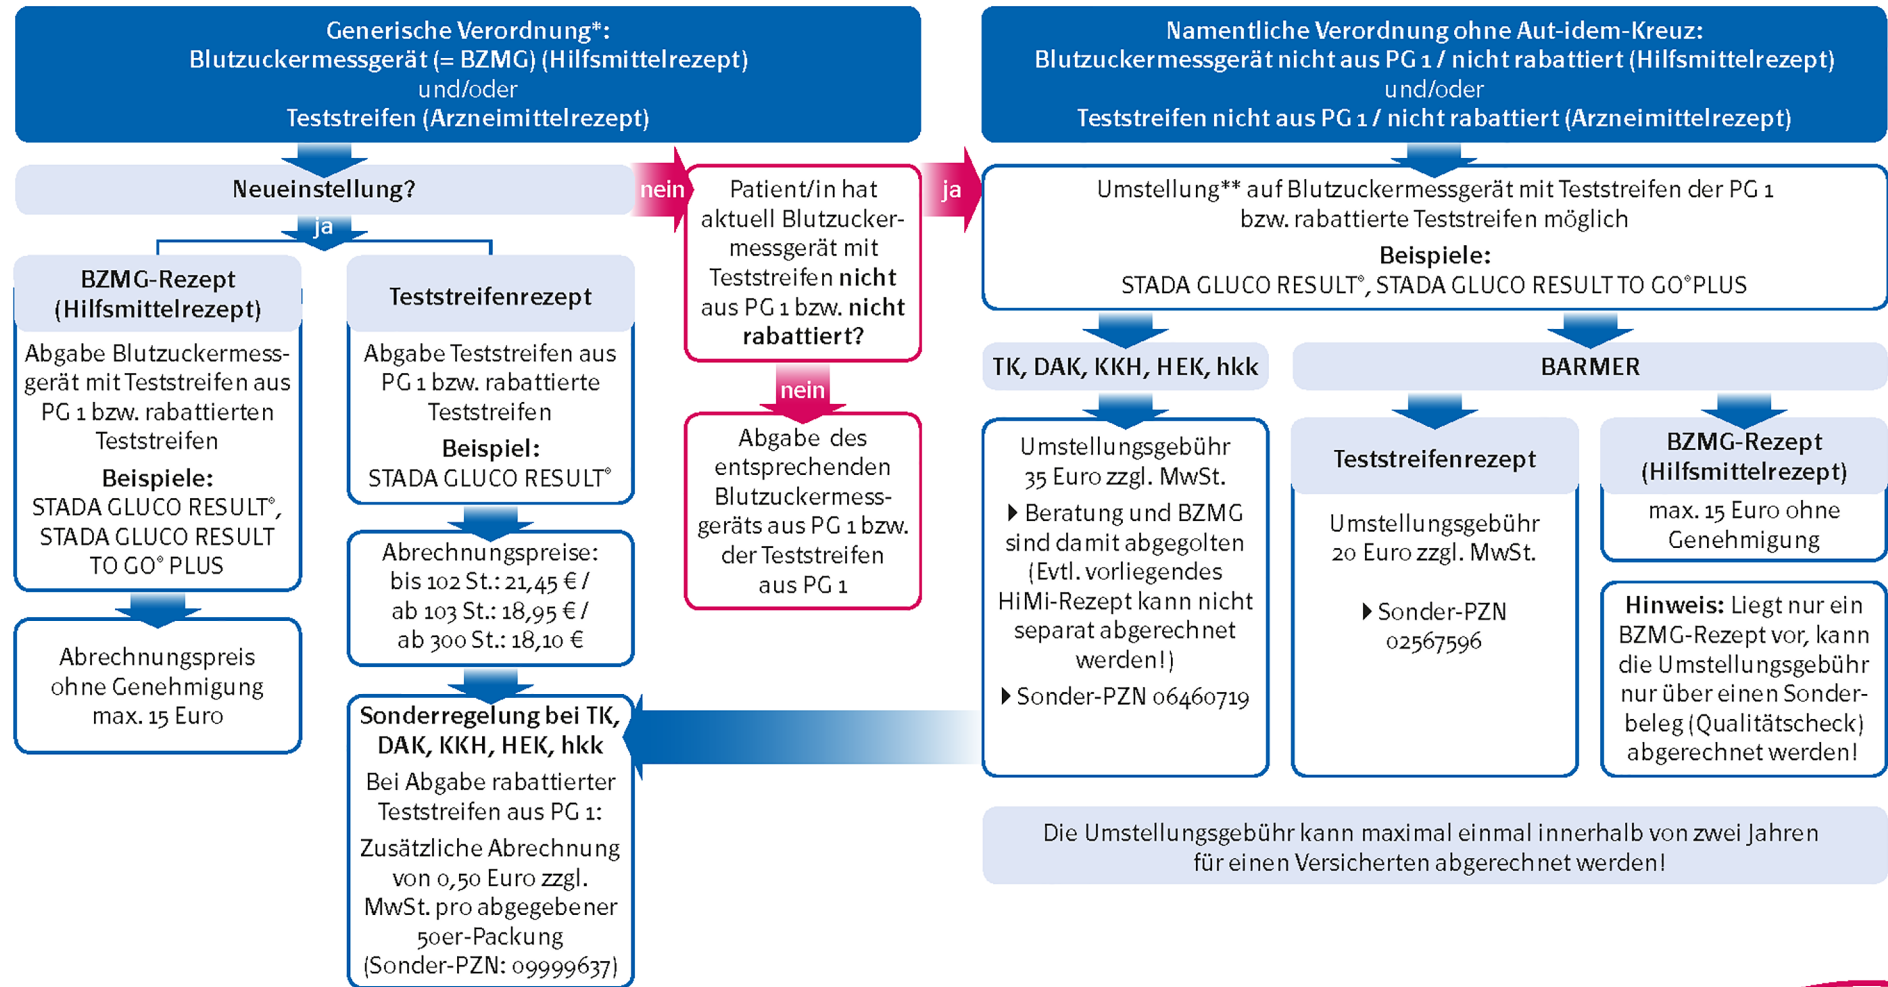 Generische Verordnung*:
Blutzuckermessgerät (= BZMG) (Hilfsmittelrezept)
und/oder
Teststreifen (Arzneimittelrezept)
Neueinstellung?
ja
BZMG-Rezept
(Hilfsmittelrezept)
Abgabe Blutzuckermess-
gerät mit Teststreifen aus
PG 1 bzw. rabattierten
Teststreifen
Beispiele:
STADA GLUCO RESULT®,
STADA GLUCO RESULT
TO GO® PLUS
Abrechnungspreis
ohne Genehmigung
max. 15 Euro
Teststreifenrezept
Abgabe Teststreifen aus
PG 1 bzw. rabattierte
Teststreifen
Beispiel:
STADA GLUCO RESULT®
Abrechnungspreise:
bis 102 St.: 21,45 € /
ab 103 St.: 18,95 € /
ab 300 St.: 18,10 €
Sonderregelung bei TK,
DAK, KKH, HEK, hkk
Bei Abgabe rabattierter
Teststreifen aus PG 1:
Zusätzliche Abrechnung
von 0,50 Euro zzgl.
MwSt. pro abgegebener
50er-Packung
(Sonder-PZN: 09999637)
nein
Patient/in hat
aktuell Blutzucker-
messgerät mit
Teststreifen nicht
aus PG 1 bzw. nicht
rabattiert?
nein
Abgabe des
entsprechenden
Blutzuckermess-
geräts aus PG 1 bzw.
der Teststreifen
aus PG 1
ja
Namentliche Verordnung ohne Aut-idem-Kreuz:
Blutzuckermessgerät nicht aus PG 1 / nicht rabattiert (Hilfsmittelrezept)
und/oder
Teststreifen nicht aus PG 1 / nicht rabattiert (Arzneimittelrezept)
Umstellung** auf Blutzuckermessgerät mit Teststreifen der PG 1
bzw. rabattierte Teststreifen möglich
Beispiele:
STADA GLUCO RESULT®, STADA GLUCO RESULT TO GO®PLUS
TK, DAK, KKH, HEK, hkk
Umstellungsgebühr
35 Euro zzgl. MwSt.
▶ Beratung und BZMG
sind damit abgegolten
(Evtl. vorliegendes
HiMi-Rezept kann nicht
separat abgerechnet
werden!)
▶ Sonder-PZN 06460719
BARMER
Teststreifenrezept
Umstellungsgebühr
20 Euro zzgl. MwSt.
▶ Sonder-PZN
02567596
BZMG-Rezept
(Hilfsmittelrezept)
max. 15 Euro ohne
Genehmigung
Hinweis: Liegt nur ein
BZMG-Rezept vor, kann
die Umstellungsgebühr
nur über einen Sonder-
beleg (Qualitätscheck)
abgerechnet werden!
Die Umstellungsgebühr kann maximal einmal innerhalb von zwei Jahren
für einen Versicherten abgerechnet werden!